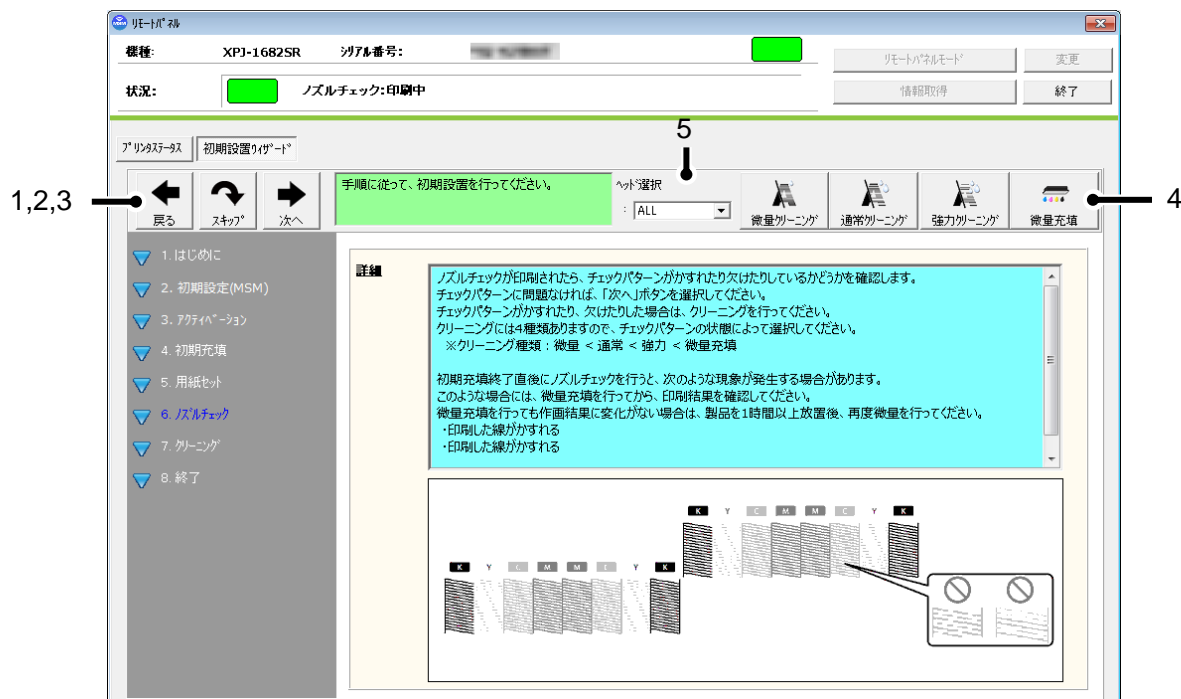 リモートパネル
機種: XPJ-1682SR シリアル番号:
リモートパネルモード 変更
状況: ノズルチェック:印刷中
情報取得 終了
プリンタステータス 初期設置ウィザード
5
1,2,3
戻る スキップ 次へ
手順に従って、初期設置を行ってください。
ヘッド選択
: ALL
微量クリーニング 通常クリーニング 強力クリーニング 微量充填
4
1. はじめに
2. 初期設定(MSM)
3. アクティベーション
4. 初期充填
5. 用紙セット
6. ノズルチェック
7. クリーニング
8. 終了
詳細
ノズルチェックが印刷されたら、チェックパターンがかすれたり欠けたりしているかどうかを確認します。
チェックパターンに問題なければ、「次へ」ボタンを選択してください。
チェックパターンがかすれたり、欠けたりした場合は、クリーニングを行ってください。
クリーニングには4種類ありますので、チェックパターンの状態によって選択してください。
※クリーニング種類：微量 < 通常 < 強力 < 微量充填
初期充填終了直後にノズルチェックを行うと、次のような現象が発生する場合があります。
このような場合には、微量充填を行ってから、印刷結果を確認してください。
微量充填を行っても作画結果に変化がない場合は、製品を1時間以上放置後、再度微量を行ってください。
・印刷した線がかすれる
・印刷した線がかすれる
K Y C M M C Y K
K Y C M M C Y K